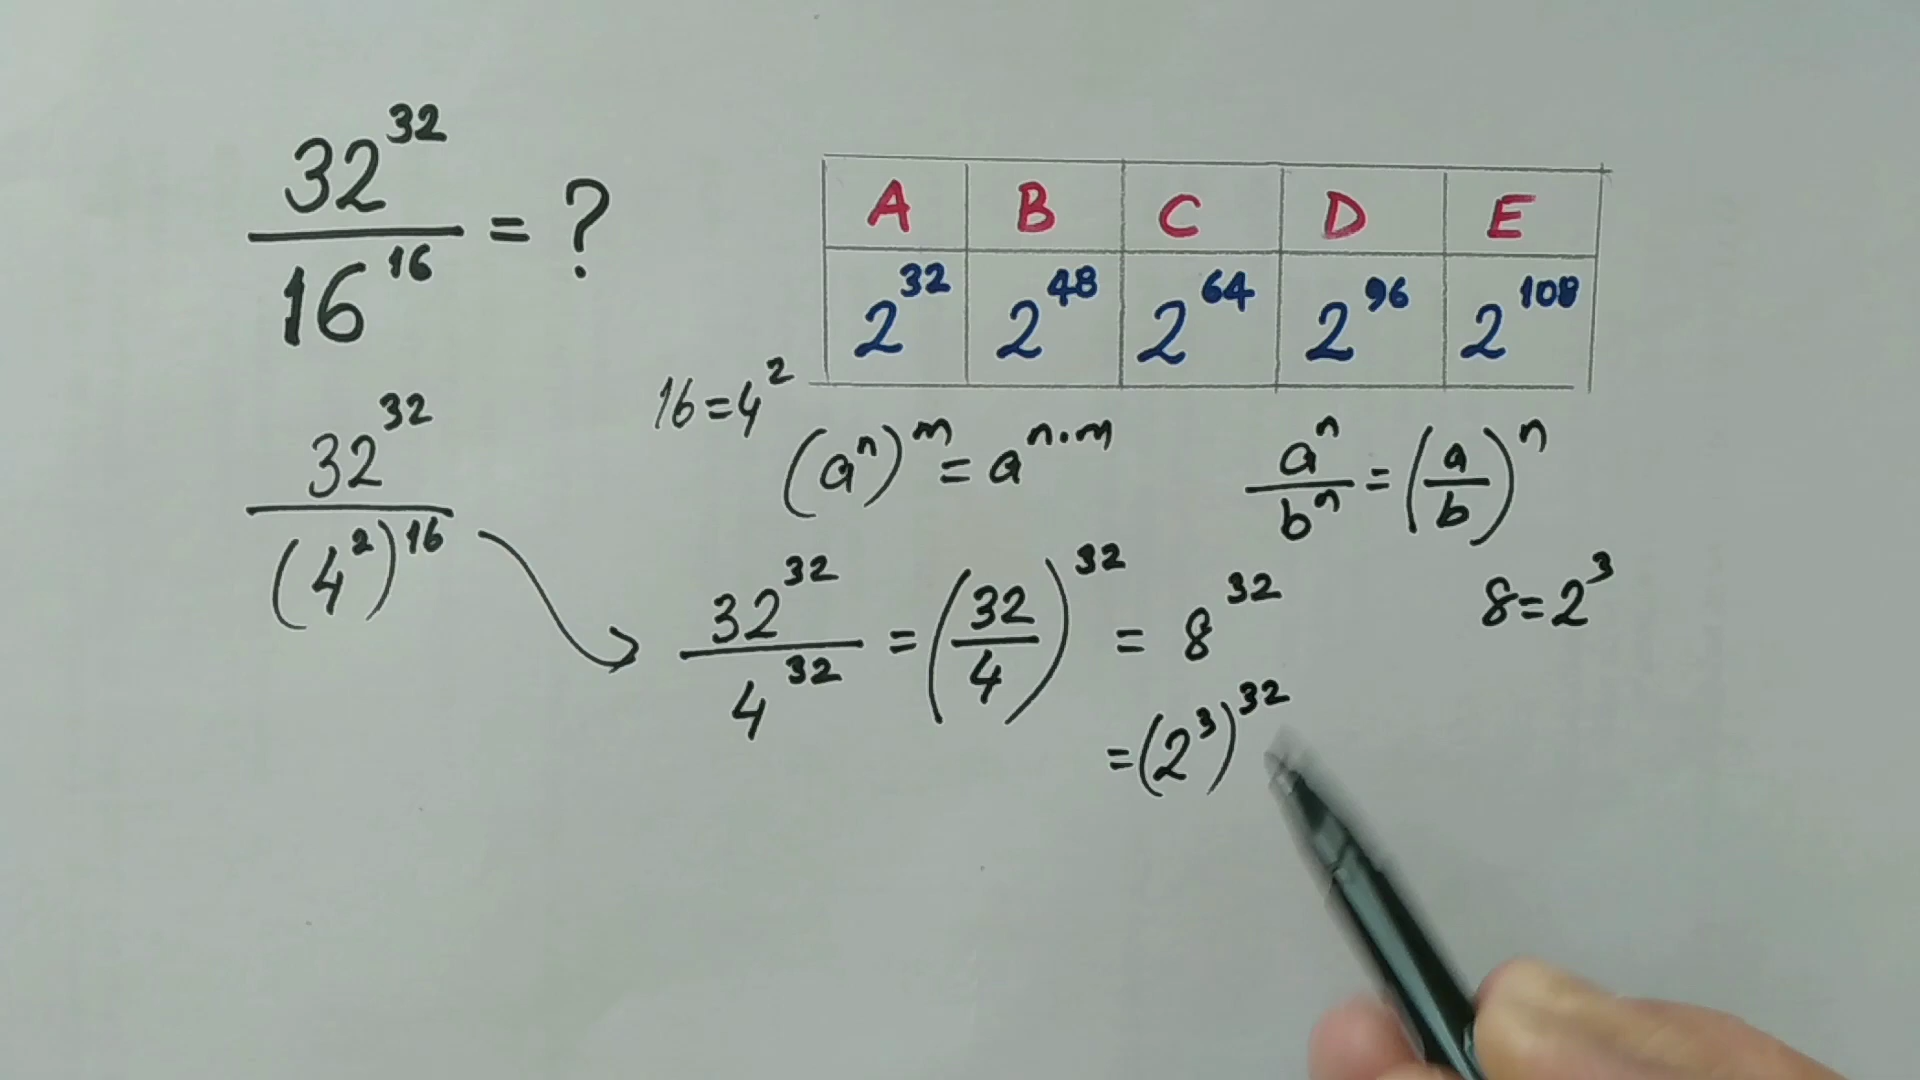 32^32 / 16^16 = ?
A B C D E
2^32 2^48 2^64 2^96 2^108
16=4^2
32^32 / (4^2)^16
(a^n)^m = a^n·m
a^n / b^n = (a/b)^n
32^32 / 4^32 = (32/4)^32 = 8^32
8=2^3
=(2^3)^32